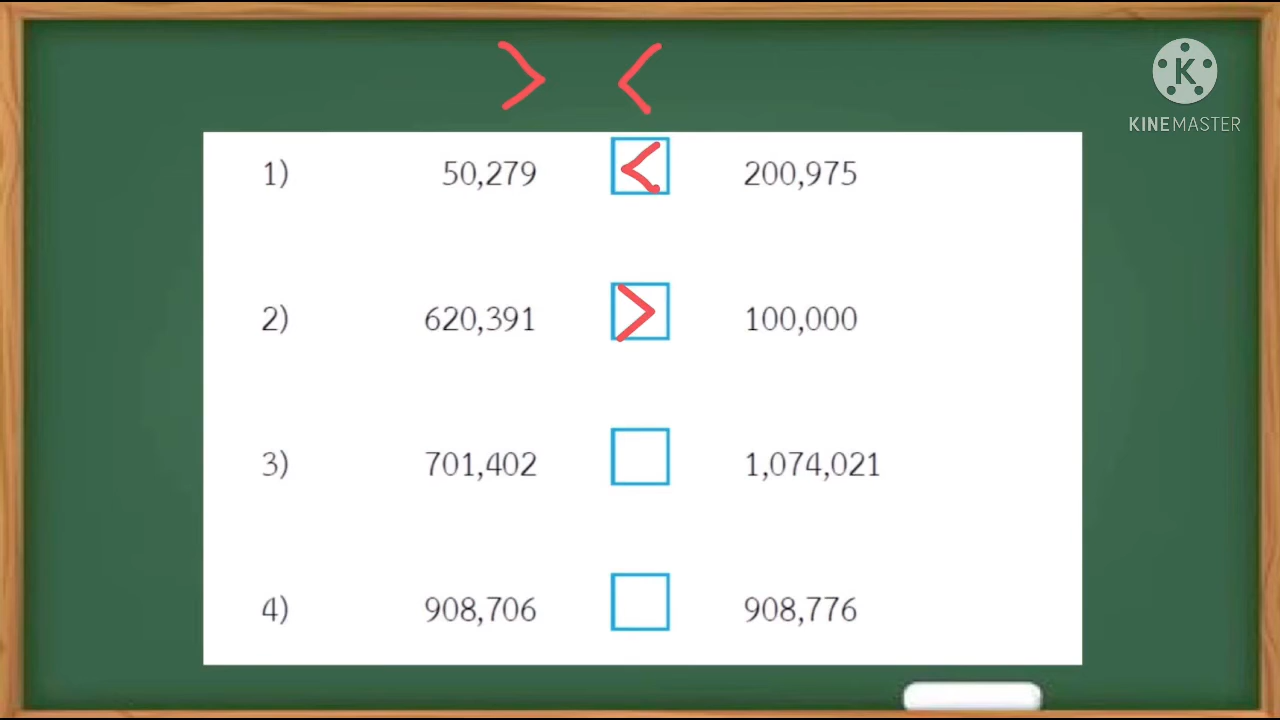 > <
KINEMASTER
1) 50,279 < 200,975
2) 620,391 > 100,000
3) 701,402 1,074,021
4) 908,706 908,776